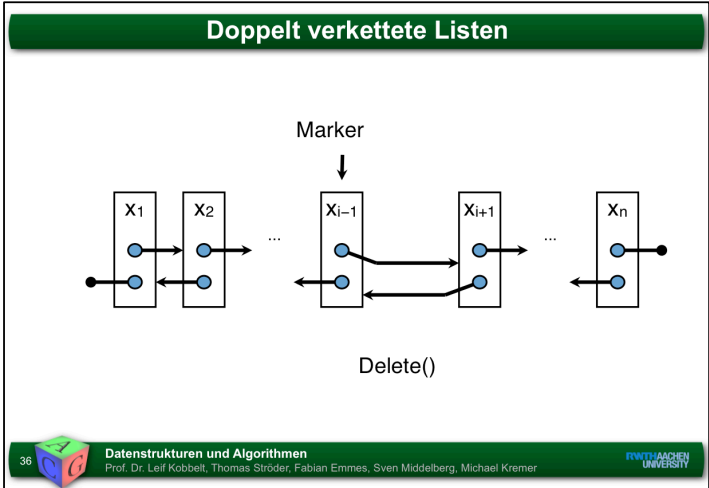 Doppelt verkettete Listen
Marker
x₁ x₂ ... xᵢ₋₁ xᵢ₊₁ ... xₙ
Delete()
36
A C G
Datenstrukturen und Algorithmen
Prof. Dr. Leif Kobbelt, Thomas Ströder, Fabian Emmes, Sven Middelberg, Michael Kremer
RWTHAACHEN
UNIVERSITY